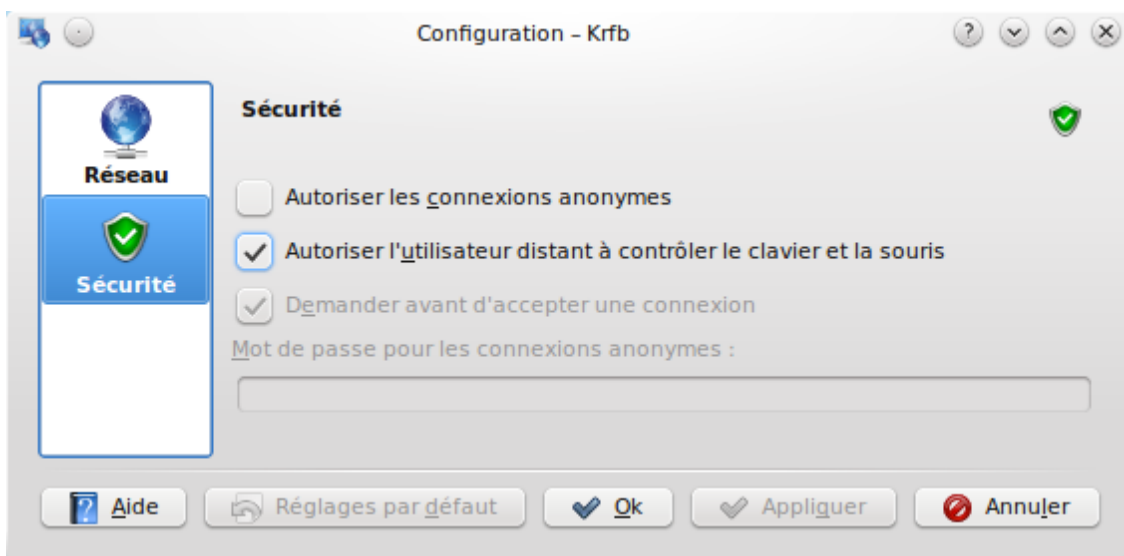 Configuration – Krfb
Réseau
Sécurité
Sécurité
Autoriser les connexions anonymes
Autoriser l'utilisateur distant à contrôler le clavier et la souris
Demander avant d'accepter une connexion
Mot de passe pour les connexions anonymes :
Aide
Réglages par défaut
Ok
Appliquer
Annuler